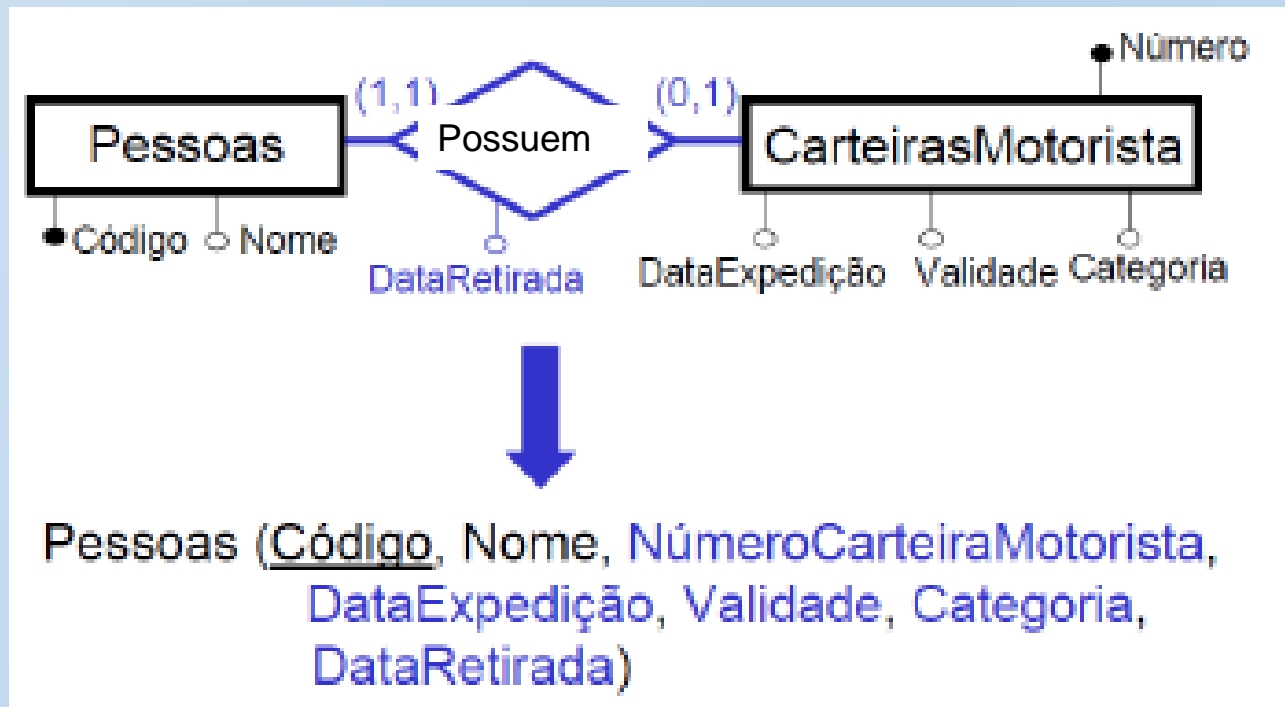 Número
(1,1)
(0,1)
Pessoas
Possuem
CarteirasMotorista
Código
Nome
DataRetirada
DataExpedição
Validade
Categoria
Pessoas (Código, Nome, NúmeroCarteiraMotorista,
DataExpedição, Validade, Categoria,
DataRetirada)